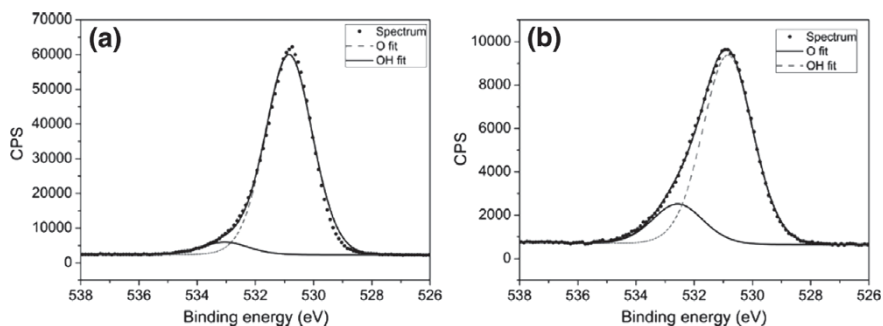 (a)
Spectrum
O fit
OH fit
70000
60000
50000
40000
30000
20000
10000
0
CPS
538 536 534 532 530 528 526
Binding energy (eV)
(b)
Spectrum
O fit
OH fit
10000
8000
6000
4000
2000
0
CPS
538 536 534 532 530 528 526
Binding energy (eV)